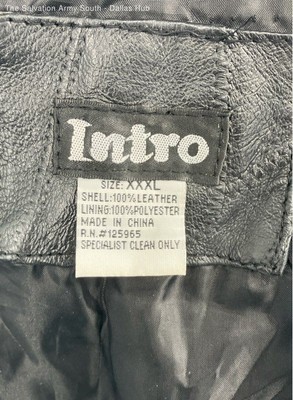 The Salvation Army South - Dallas Hub
Intro
SIZE: XXXL
SHELL:100%LEATHER
LINING:100%POLYESTER
MADE IN CHINA
R.N.#125965
SPECIALIST CLEAN ONLY